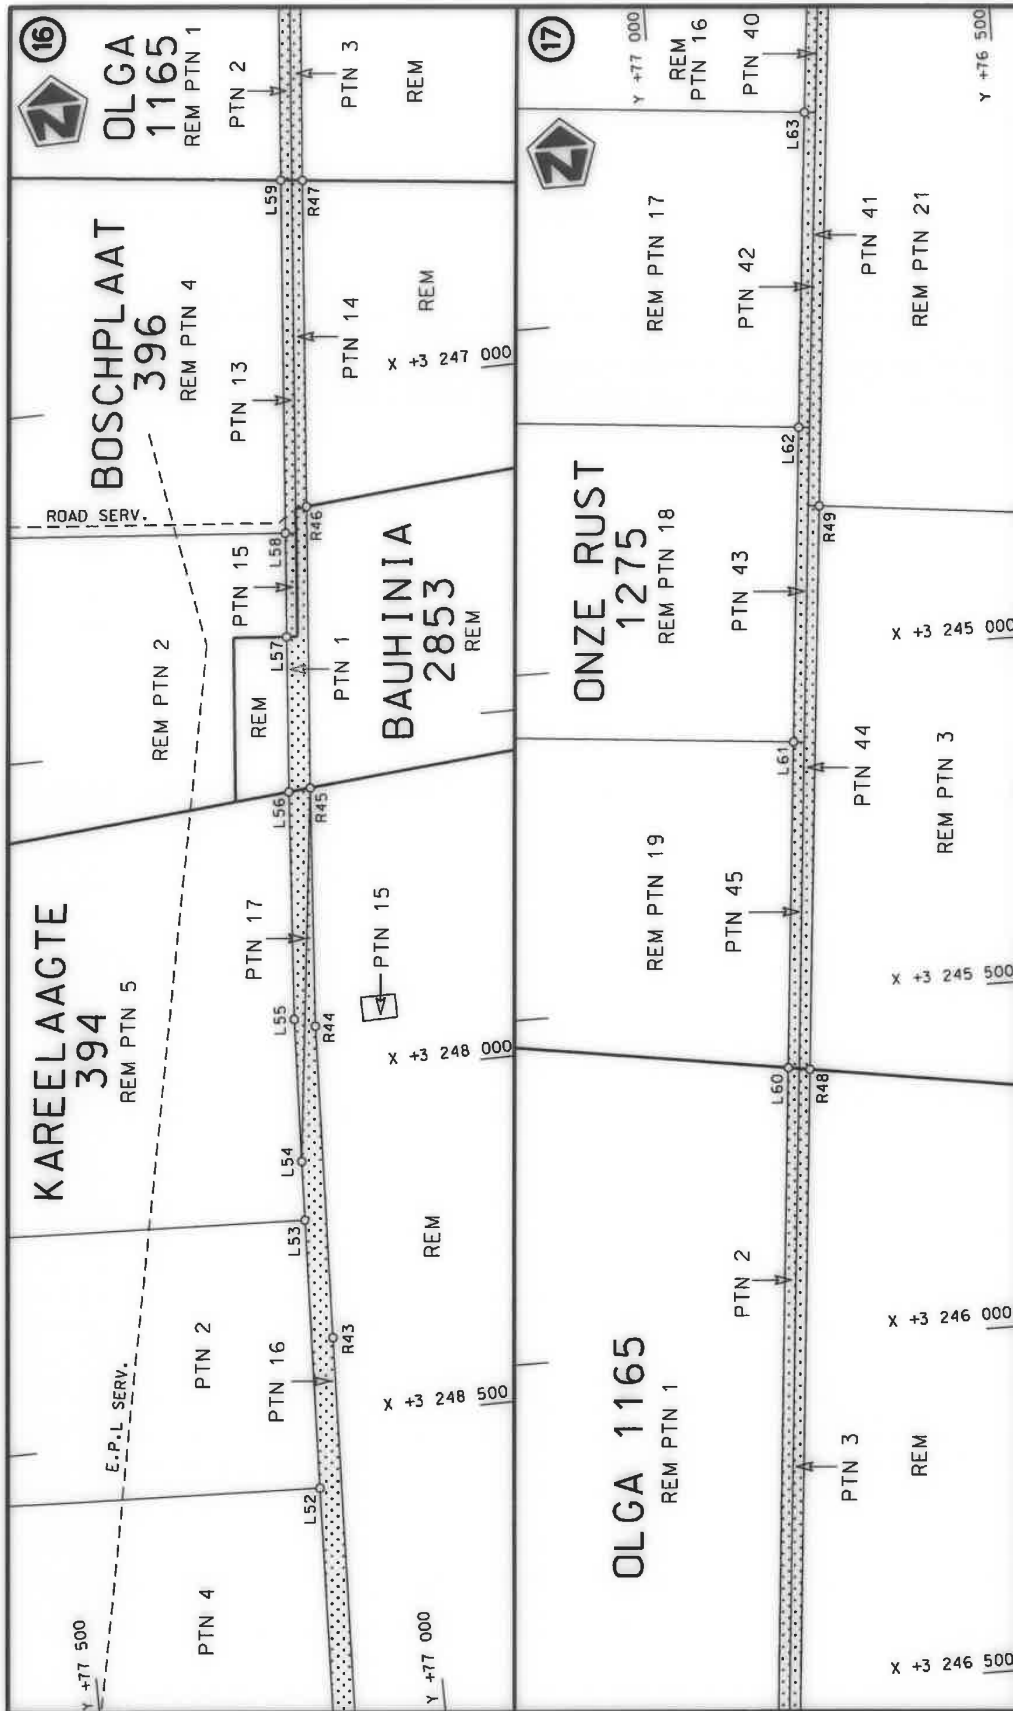 16
N
OLGA
1165
REM PTN 1
PTN 2
PTN 3
REM
L59
R47
BOSCHPLAAT
396
REM PTN 4
PTN 13
PTN 14
REM
X +3 247 000
ROAD SERV.
L58
R46
PTN 15
REM PTN 2
L57
REM
PTN 1
BAUHINIA
2853
REM
L56
R45
KAREELAAGTE
394
REM PTN 5
PTN 17
PTN 15
L55
R44
X +3 248 000
L54
L53
REM
PTN 2
PTN 16
R43
X +3 248 500
E.P.L SERV.
L52
PTN 4
Y +77 500
Y +77 000
17
N
Y +77 000
REM
PTN 16
PTN 40
Y +76 500
L63
REM PTN 17
PTN 42
PTN 41
REM PTN 21
L62
R49
ONZE RUST
1275
REM PTN 18
PTN 43
X +3 245 000
L61
PTN 44
REM PTN 3
REM PTN 19
PTN 45
X +3 245 500
L60
R48
PTN 2
X +3 246 000
OLGA 1165
REM PTN 1
PTN 3
REM
X +3 246 500